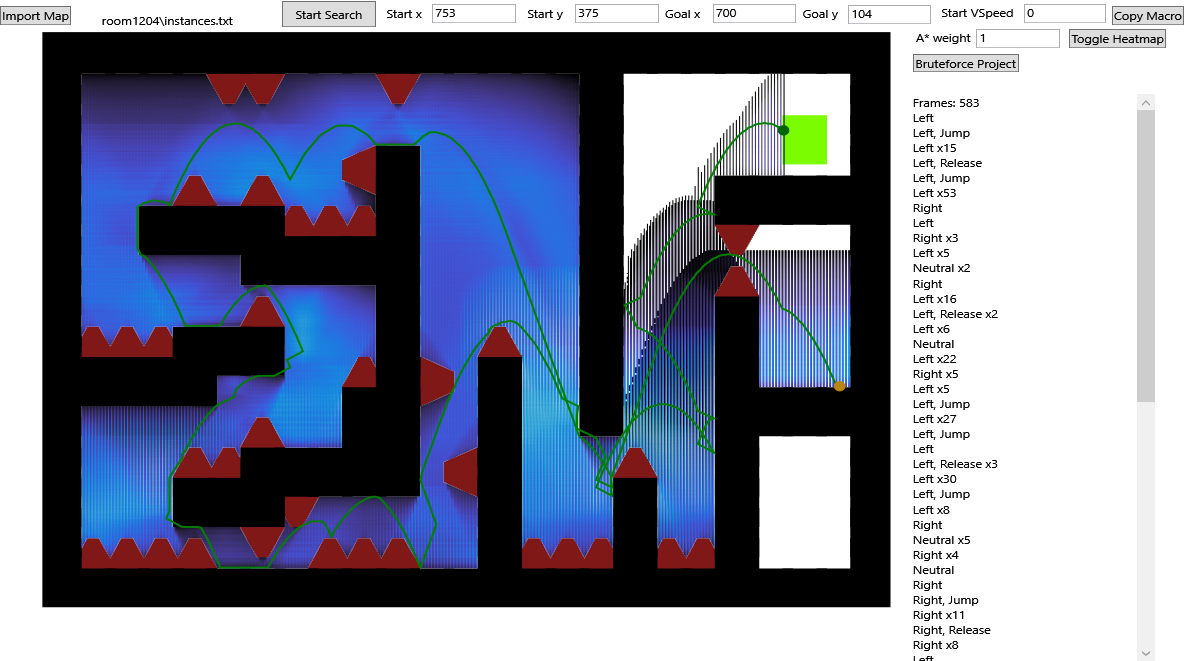 Import Map
room1204\instances.txt
Start Search
Start x 753
Start y 375
Goal x 700
Goal y 104
Start VSpeed 0
Copy Macro
A* weight 1
Toggle Heatmap
Bruteforce Project
Frames: 583
Left
Left, Jump
Left x15
Left, Release
Left, Jump
Left x53
Right
Left
Right x3
Left x5
Neutral x2
Right
Left x16
Left, Release x2
Left x6
Neutral
Left x22
Right x5
Left x5
Left, Jump
Left x27
Left, Jump
Left
Left, Release x3
Left x30
Left, Jump
Left x8
Right
Neutral x5
Right x4
Neutral
Right
Right, Jump
Right x11
Right, Release
Right x8
Left